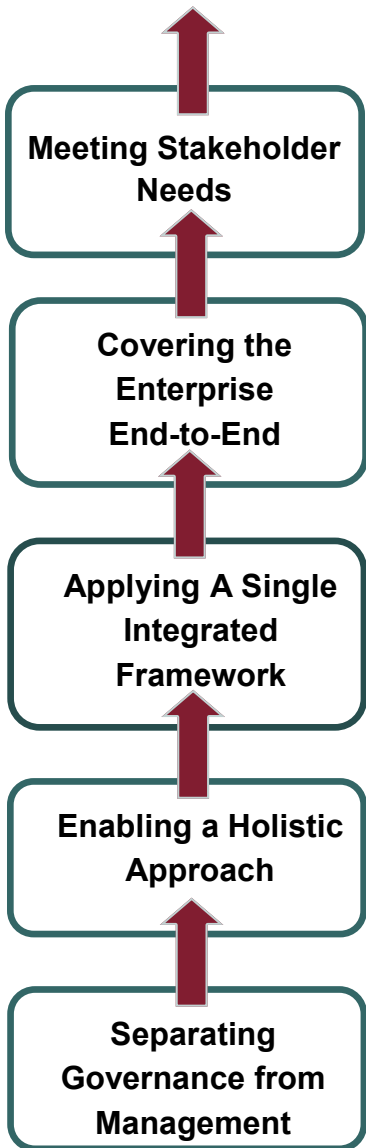 Meeting Stakeholder
Needs
Covering the
Enterprise
End-to-End
Applying A Single
Integrated
Framework
Enabling a Holistic
Approach
Separating
Governance from
Management